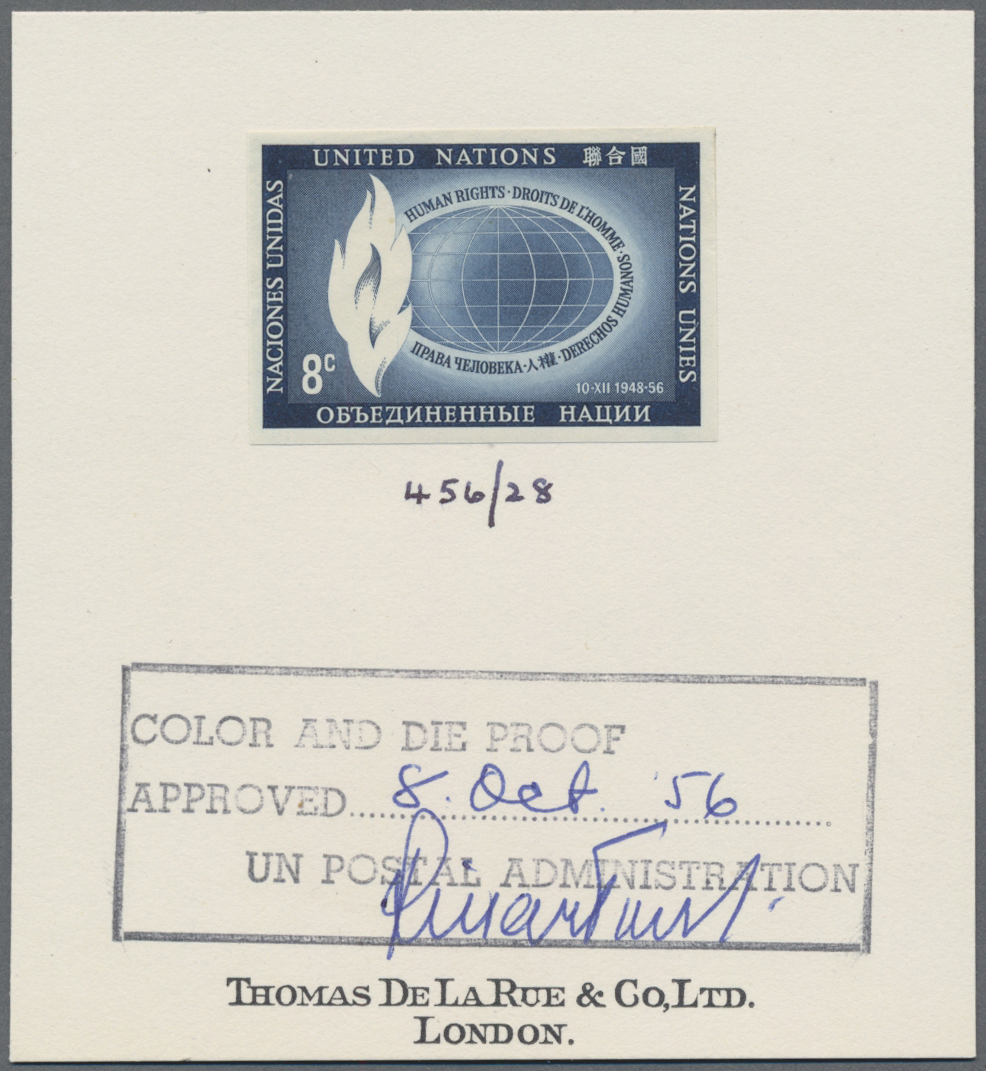 UNITED NATIONS 聯合國
NACIONES UNIDAS
NATIONS UNIES
HUMAN RIGHTS · DROITS DE L'HOMME · DERECHOS HUMANOS
ПРАВА ЧЕЛОВЕКА · 人權 ·
8c
10·XII 1948-56
ОБЪЕДИНЕННЫЕ НАЦИИ
456/28
COLOR AND DIE PROOF
APPROVED 8. Oct. '56
UN POSTAL ADMINISTRATION
THOMAS DE LA RUE & CO, LTD.
LONDON.